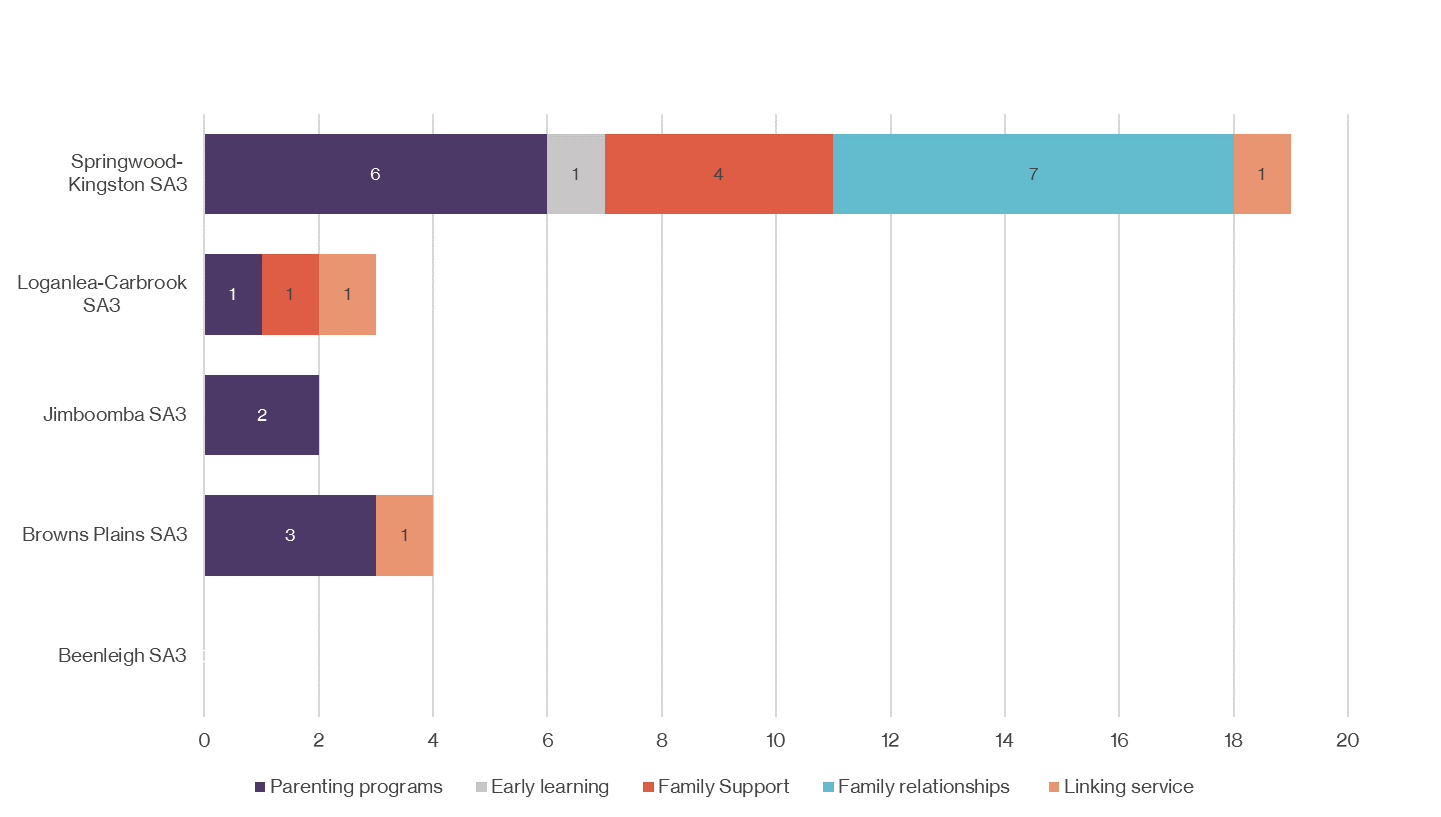 Springwood-
Kingston SA3
6 1 4 7 1
Loganlea-Carbrook
SA3
1 1 1
Jimboomba SA3
2
Browns Plains SA3
3 1
Beenleigh SA3
0 2 4 6 8 10 12 14 16 18 20
Parenting programs Early learning Family Support Family relationships Linking service